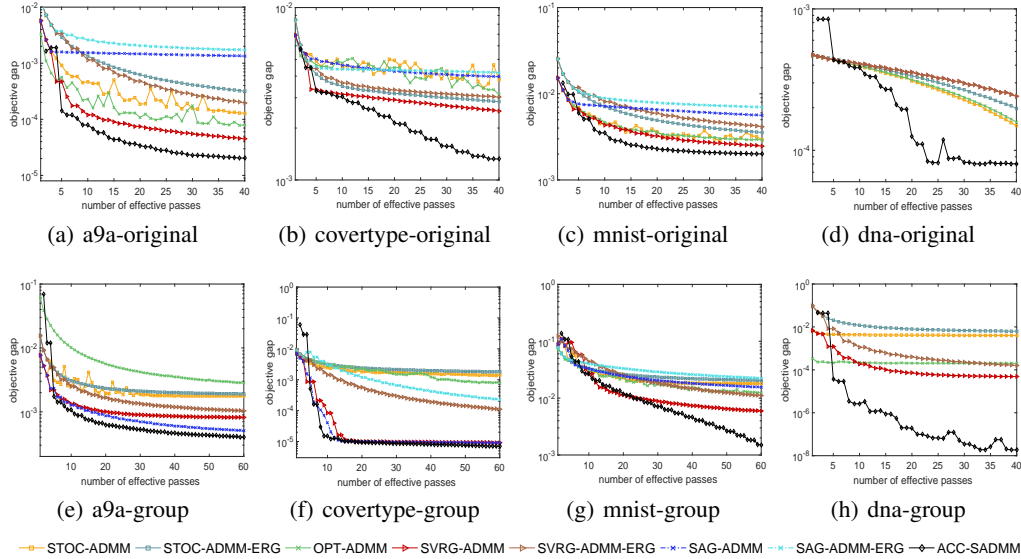 10^-2
10^-3
10^-4
10^-5
objective gap
5 10 15 20 25 30 35 40
number of effective passes
(a) a9a-original
10^-2
10^-3
objective gap
5 10 15 20 25 30 35 40
number of effective passes
(b) covertype-original
10^-1
10^-2
10^-3
objective gap
5 10 15 20 25 30 35 40
number of effective passes
(c) mnist-original
10^-3
10^-4
objective gap
5 10 15 20 25 30 35 40
number of effective passes
(d) dna-original
10^-1
10^-2
10^-3
objective gap
10 20 30 40 50 60
number of effective passes
(e) a9a-group
10^0
10^-1
10^-2
10^-3
10^-4
10^-5
objective gap
10 20 30 40 50 60
number of effective passes
(f) covertype-group
10^0
10^-1
10^-2
10^-3
objective gap
10 20 30 40 50 60
number of effective passes
(g) mnist-group
10^0
10^-2
10^-4
10^-6
10^-8
objective gap
5 10 15 20 25 30 35 40
number of effective passes
(h) dna-group
STOC-ADMM STOC-ADMM-ERG OPT-ADMM SVRG-ADMM SVRG-ADMM-ERG SAG-ADMM SAG-ADMM-ERG ACC-SADMM